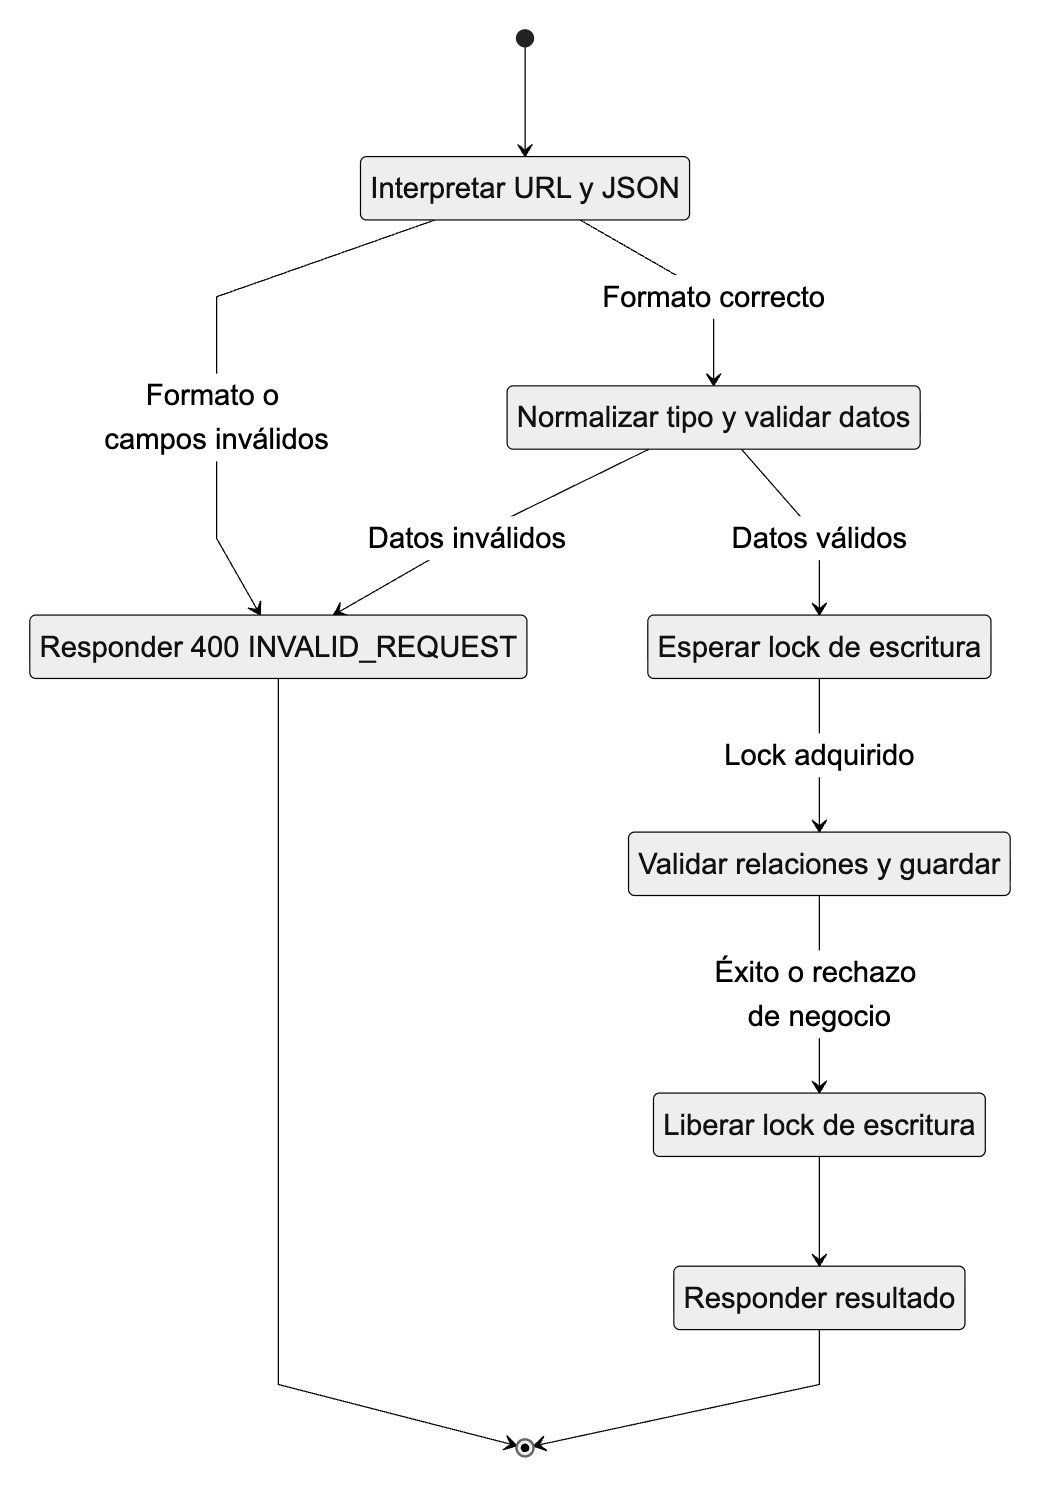 Interpretar URL y JSON
Formato correcto
Formato o
campos inválidos
Normalizar tipo y validar datos
Datos inválidos
Datos válidos
Responder 400 INVALID_REQUEST
Esperar lock de escritura
Lock adquirido
Validar relaciones y guardar
Éxito o rechazo
de negocio
Liberar lock de escritura
Responder resultado